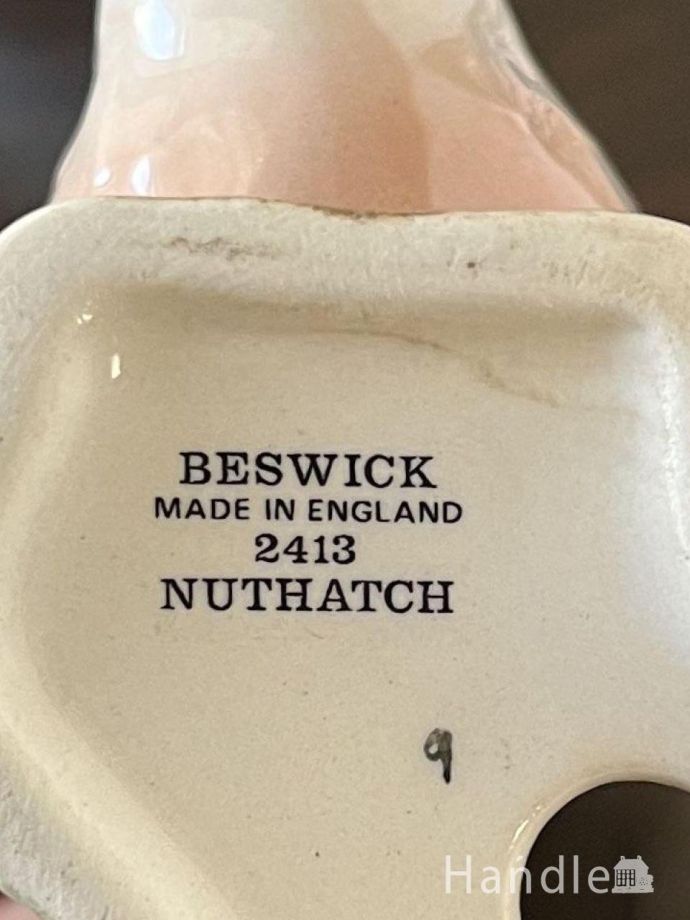 BESWICK
MADE IN ENGLAND
2413
NUTHATCH
9
Handle